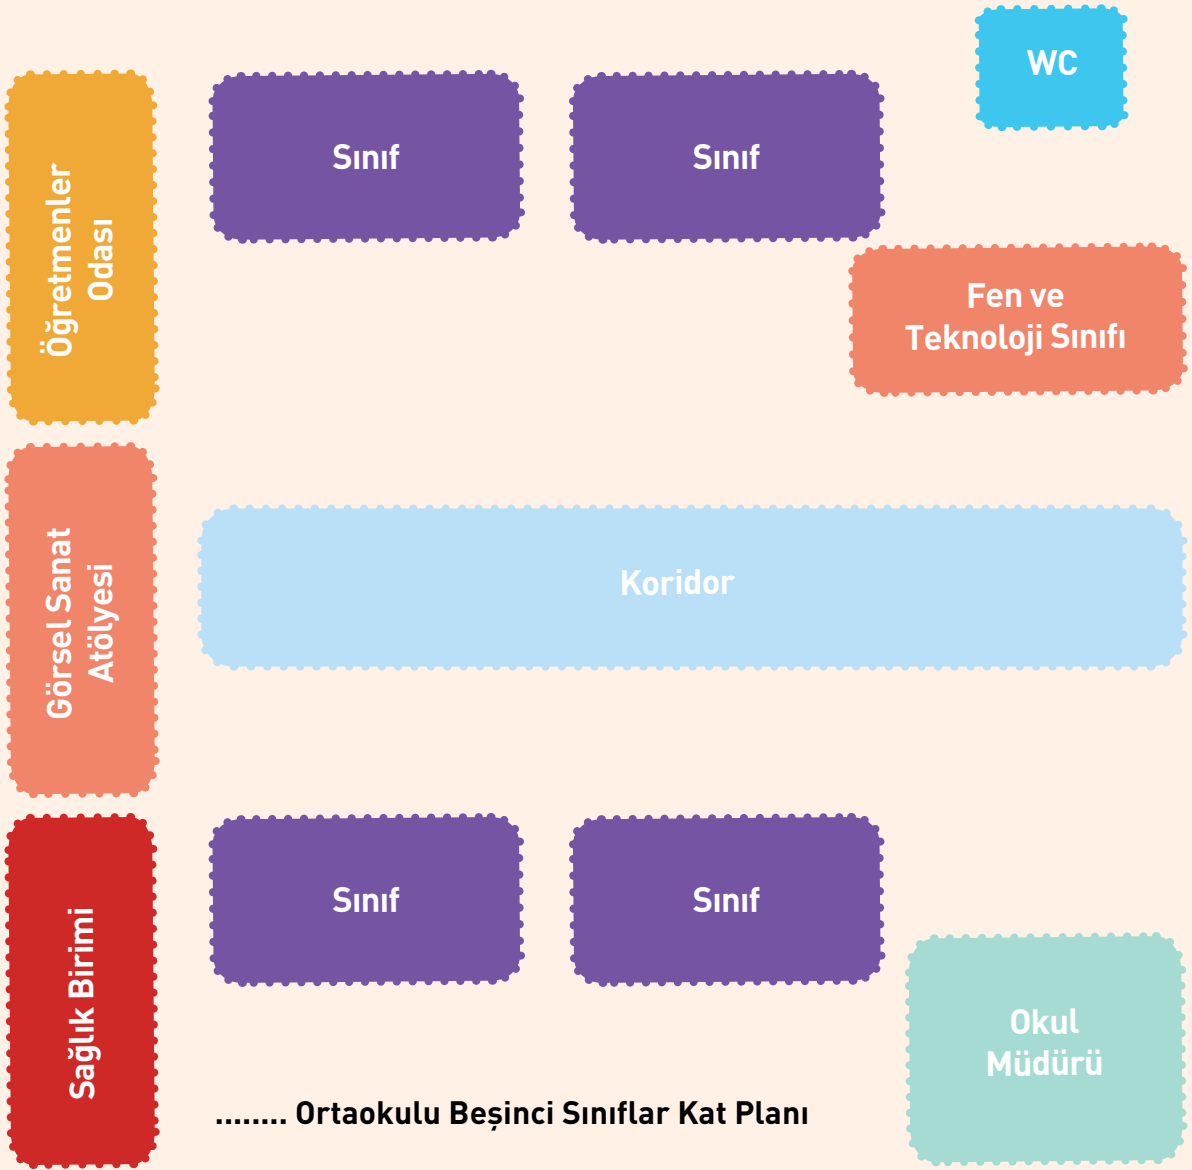 WC
Sınıf
Sınıf
Öğretmenler
Odası
Fen ve
Teknoloji Sınıfı
Görsel Sanat
Atölyesi
Koridor
Sınıf
Sınıf
Sağlık Birimi
Okul
Müdürü
........ Ortaokulu Beşinci Sınıflar Kat Planı